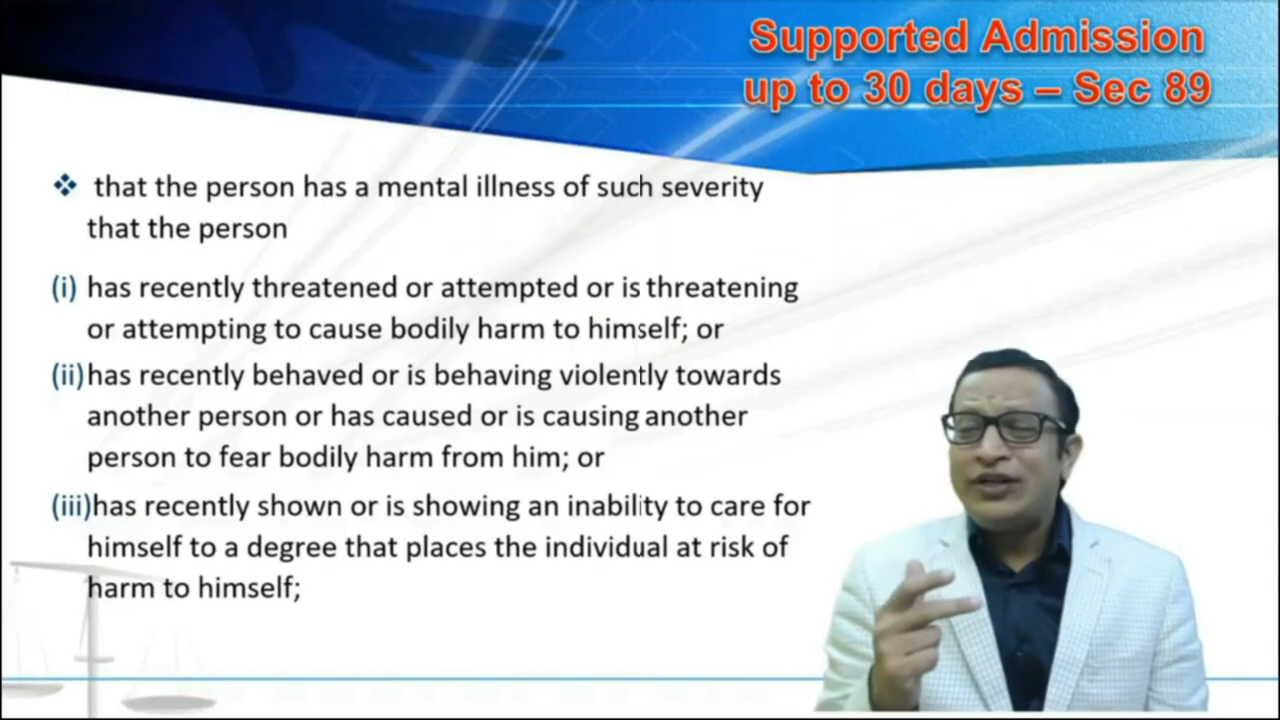 Supported Admission
up to 30 days – Sec 89
❖ that the person has a mental illness of such severity
that the person
(i) has recently threatened or attempted or is threatening
or attempting to cause bodily harm to himself; or
(ii) has recently behaved or is behaving violently towards
another person or has caused or is causing another
person to fear bodily harm from him; or
(iii)has recently shown or is showing an inability to care for
himself to a degree that places the individual at risk of
harm to himself;